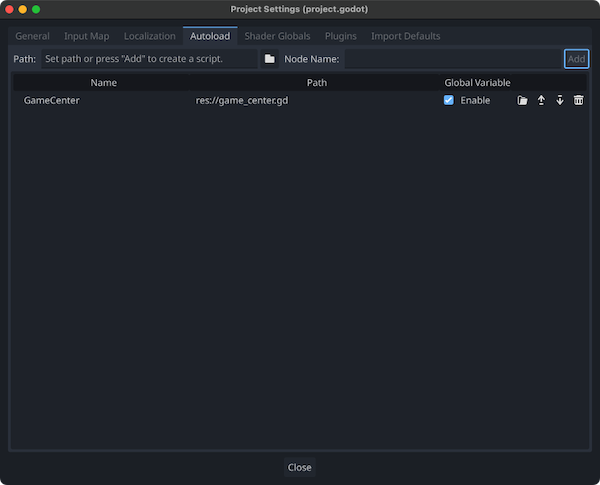 Project Settings (project.godot)
General Input Map Localization Autoload Shader Globals Plugins Import Defaults
Path: Set path or press "Add" to create a script. Node Name: Add
Name Path Global Variable
GameCenter res://game_center.gd Enable
Close